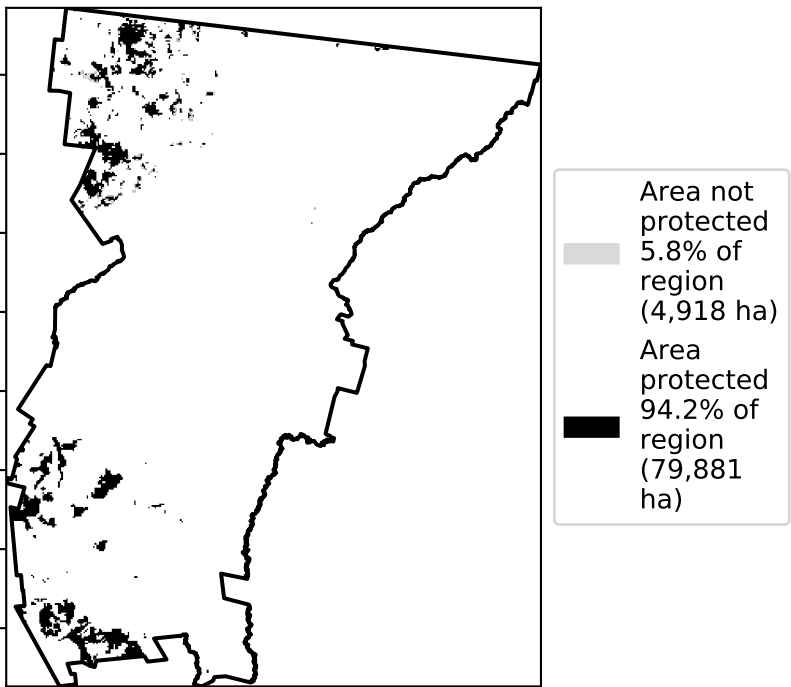 Area not
protected
5.8% of
region
(4,918 ha)
Area
protected
94.2% of
region
(79,881
ha)